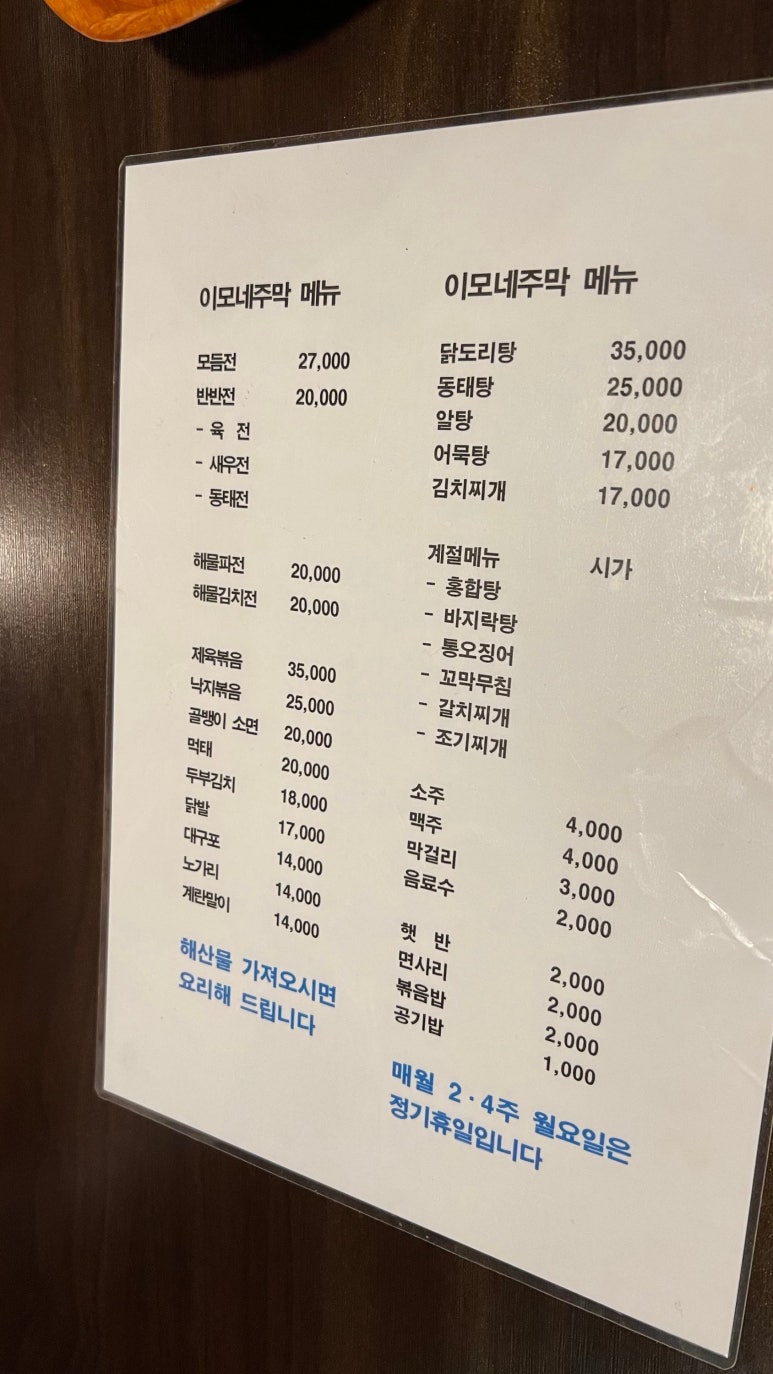 이모네주막 메뉴
모듬전 27,000
반반전 20,000
- 육 전
- 새우전
- 동태전
해물파전 20,000
해물김치전 20,000
제육볶음 35,000
낙지볶음 25,000
골뱅이 소면 20,000
먹태 20,000
두부김치 18,000
닭발 17,000
대구포 14,000
노가리 14,000
계란말이 14,000
해산물 가져오시면
요리해 드립니다
이모네주막 메뉴
닭도리탕 35,000
동태탕 25,000
알탕 20,000
어묵탕 17,000
김치찌개 17,000
계절메뉴 시가
- 홍합탕
- 바지락탕
- 통오징어
- 꼬막무침
- 갈치찌개
- 조기찌개
소주 4,000
맥주 4,000
막걸리 3,000
음료수 2,000
햇 반 2,000
면사리 2,000
볶음밥 2,000
공기밥 1,000
매월 2·4주 월요일은
정기휴일입니다